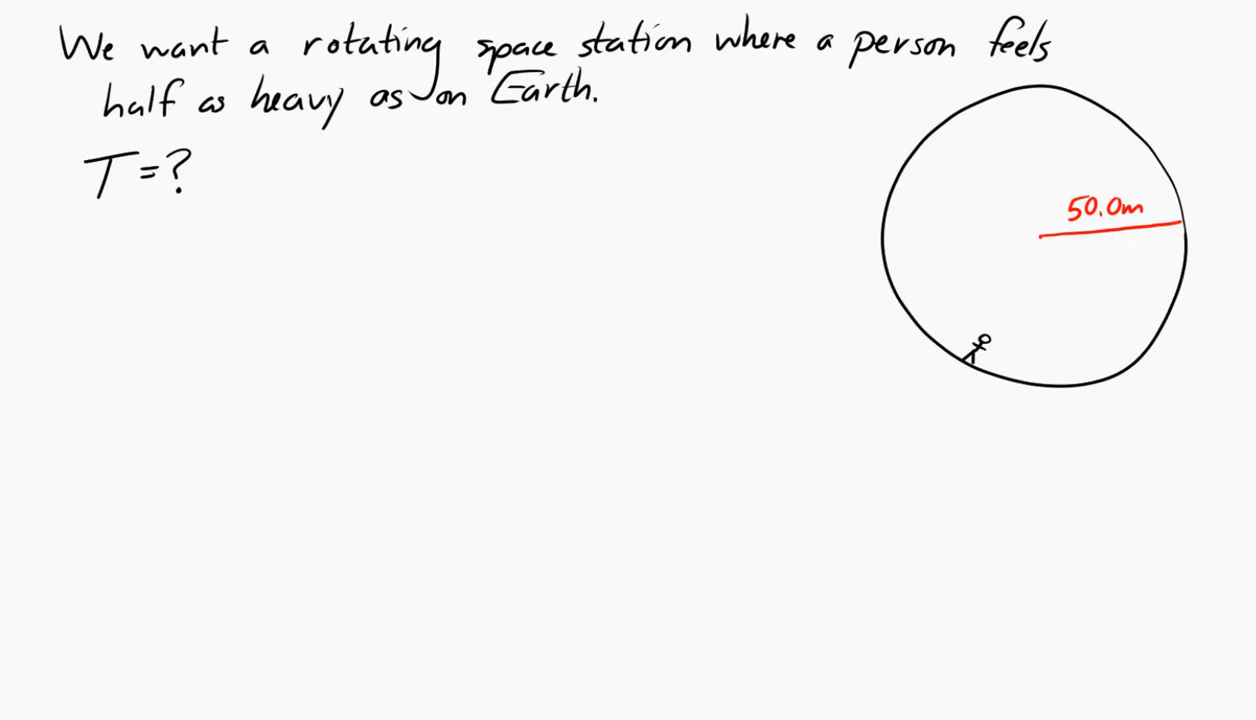 We want a rotating space station where a person feels
half as heavy as on Earth.
T=?
50.0m